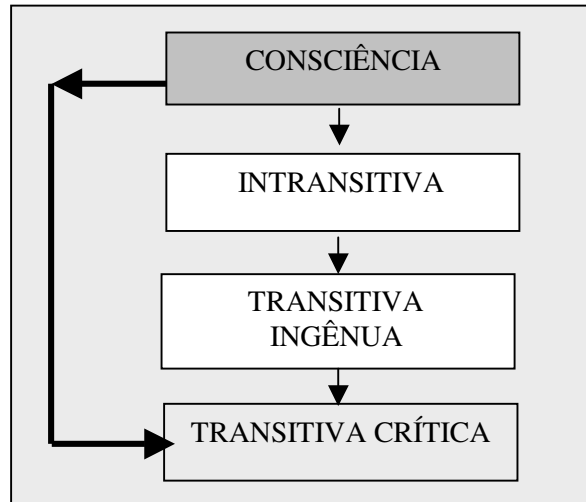 CONSCIÊNCIA
INTRANSITIVA
TRANSITIVA
INGÊNUA
TRANSITIVA CRÍTICA